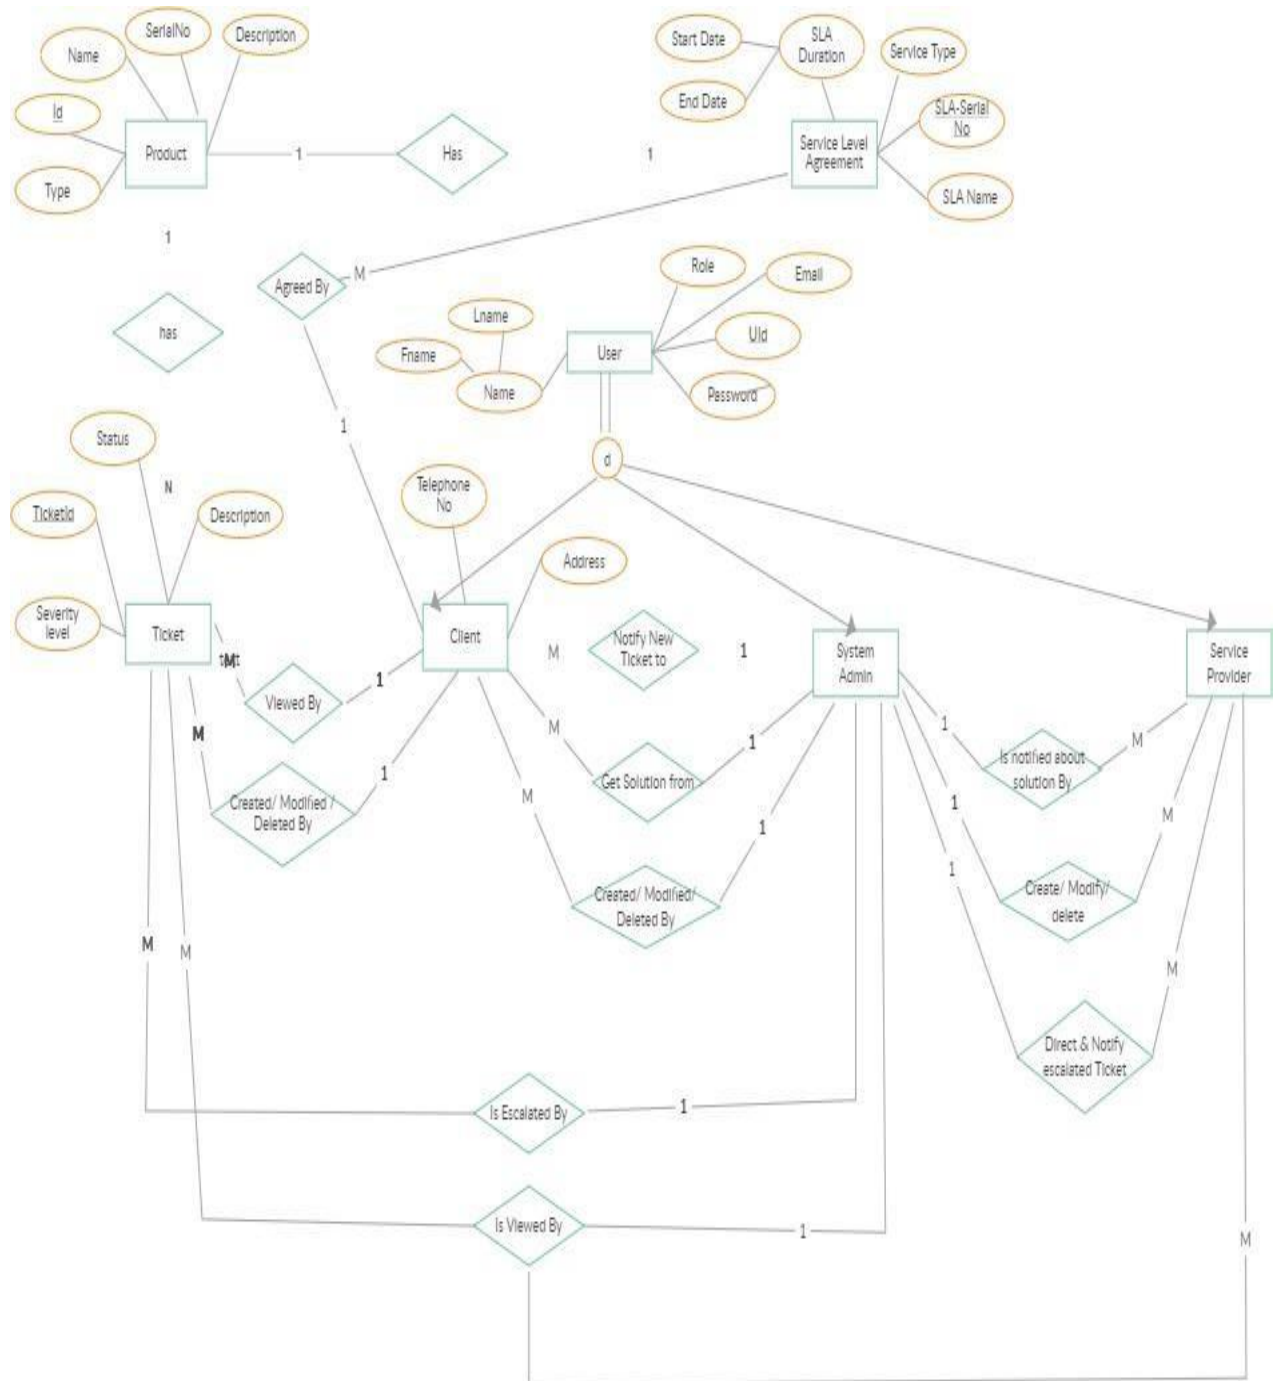 SerialNo
Description
Name
Id
Type
Product
1
Has
1
Start Date
SLA
Duration
Service Type
End Date
SLA-Serial
No
Service Level
Agreement
SLA Name
1
has
N
Agreed By
M
1
Role
Email
Lname
Fname
Name
User
UId
Password
d
Status
TicketId
Description
Severity
level
Ticket
Telephone
No
Address
Client
M
Notify New
Ticket to
1
System
Admin
Service
Provider
M
Viewed By
1
M
Created/ Modified /
Deleted By
1
M
Get Solution from
1
M
Created/ Modified/
Deleted By
1
1
Is notified about
solution By
M
1
Create/ Modify/
delete
M
1
Direct & Notify
escalated Ticket
M
M
Is Escalated By
1
M
Is Viewed By
1
M